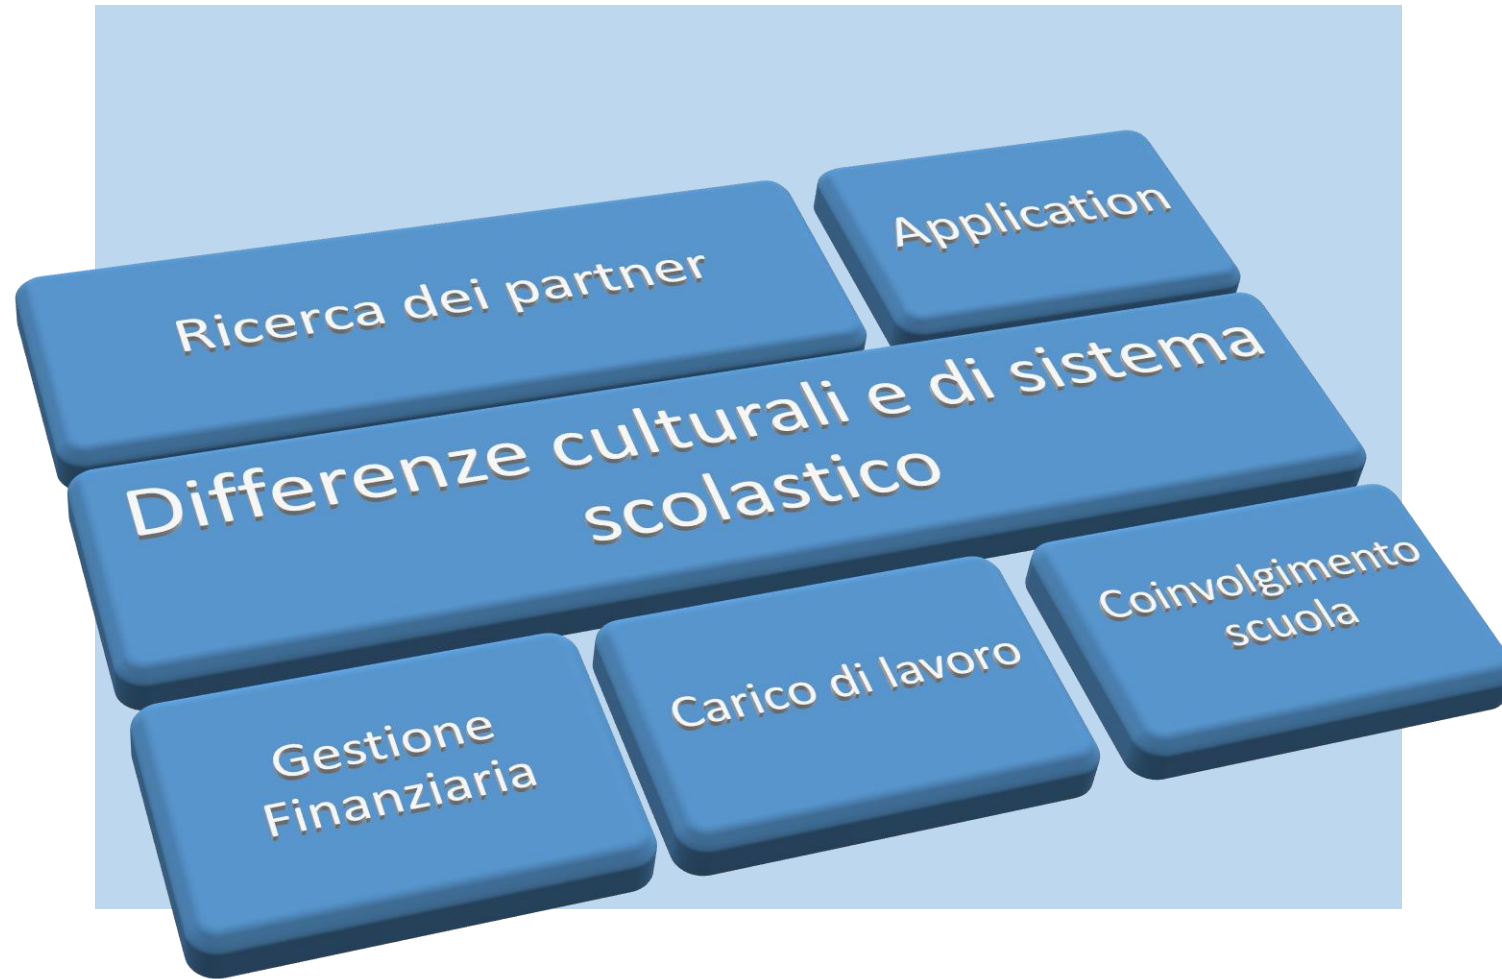 Ricerca dei partner
Application
Differenze culturali e di sistema
scolastico
Gestione
Finanziaria
Carico di lavoro
Coinvolgimento
scuola